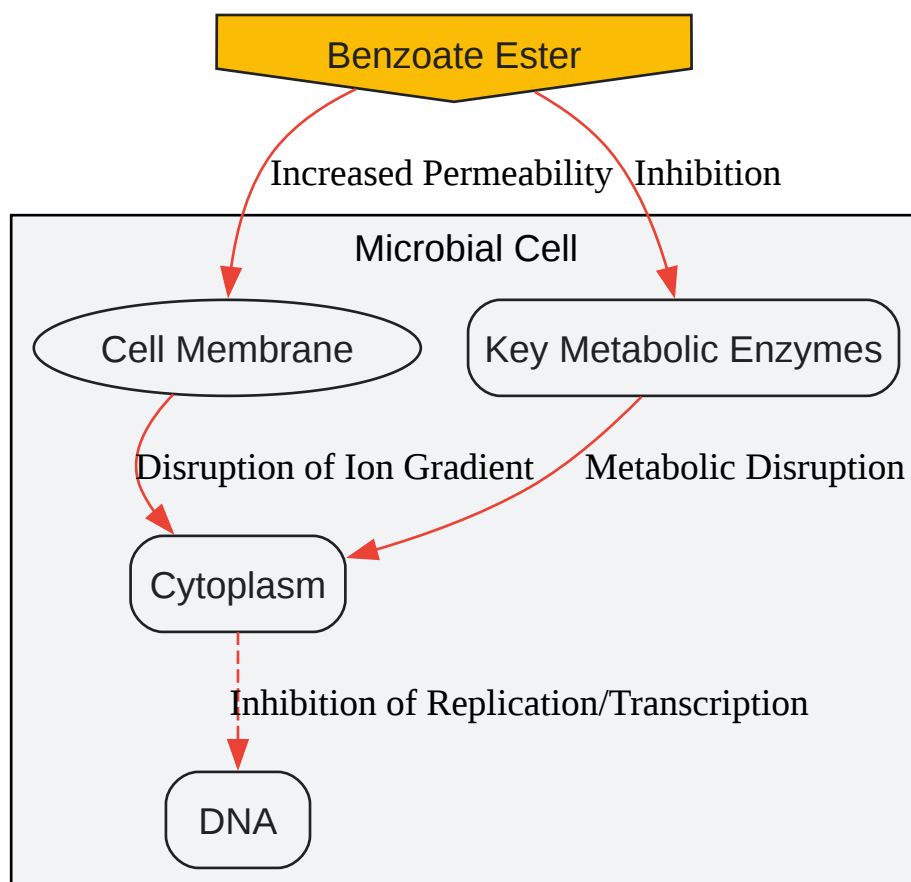 Benzoate Ester
Increased Permeability
Inhibition
Microbial Cell
Cell Membrane
Key Metabolic Enzymes
Disruption of Ion Gradient
Metabolic Disruption
Cytoplasm
Inhibition of Replication/Transcription
DNA